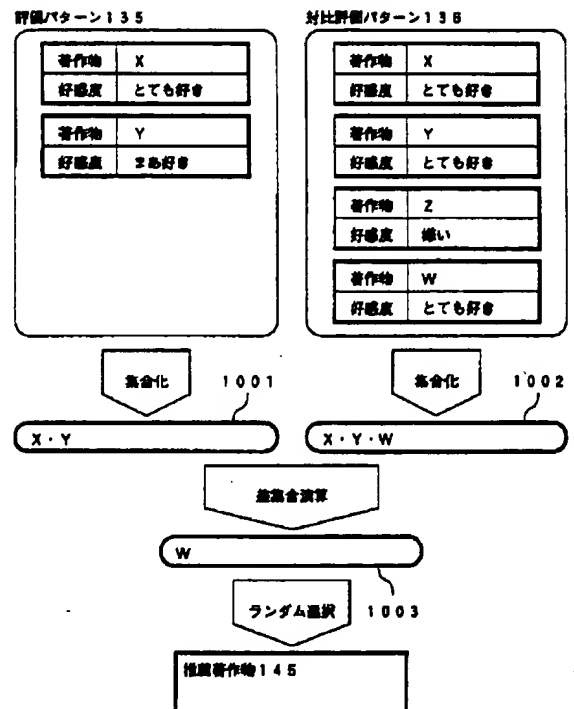 評価パターン135
著作物 X
好感度 とても好き
著作物 Y
好感度 まあ好き
対比評価パターン136
著作物 X
好感度 とても好き
著作物 Y
好感度 とても好き
著作物 Z
好感度 嫌い
著作物 W
好感度 とても好き
集合化 1001
集合化 1002
X・Y
X・Y・W
差集合演算
W
ランダム選択 1003
推薦著作物145